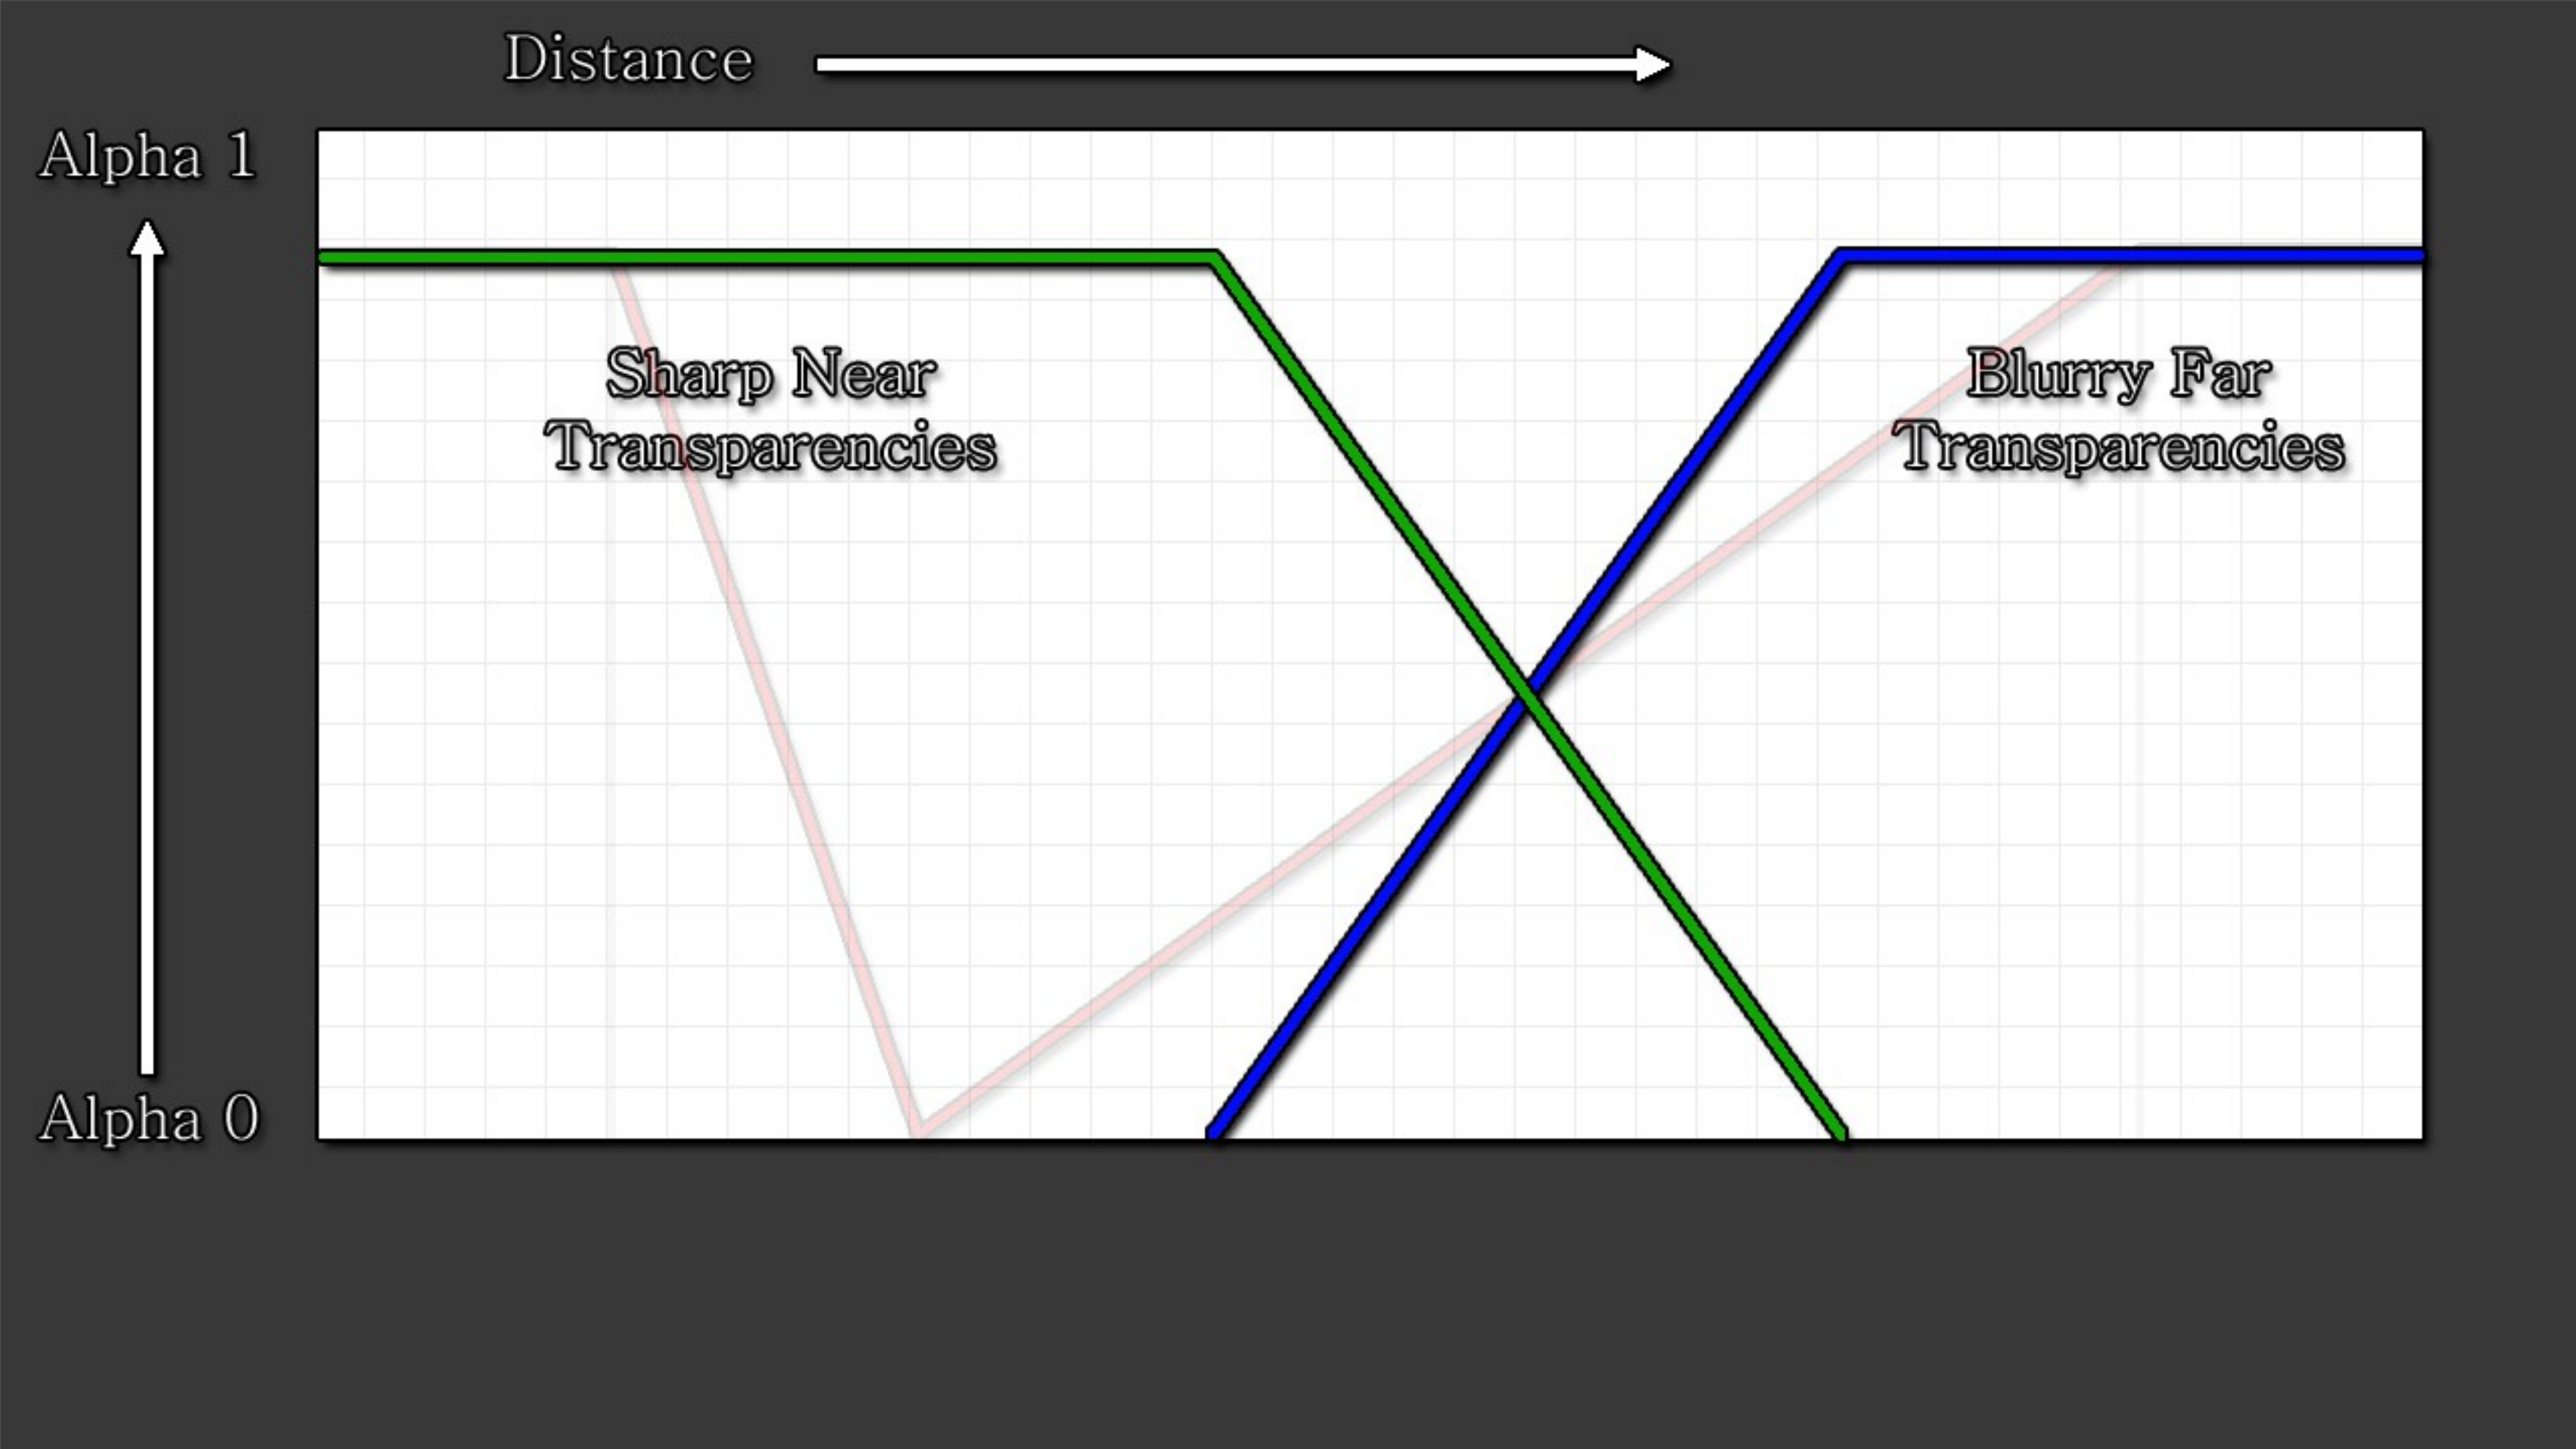 Distance
Alpha 1
Sharp Near
Transparencies
Blurry Far
Transparencies
Alpha 0